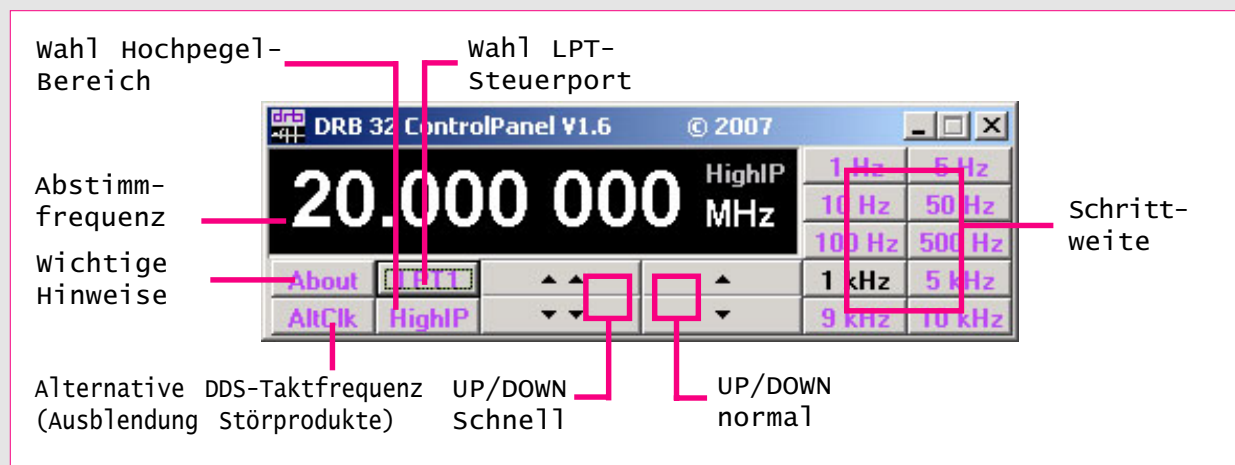 Wahl Hochpegel-
Bereich
Wahl LPT-
Steuerport
drb
DRB 32 ControlPanel V1.6 © 2007
Abstimm-
frequenz
20.000 000
HighIP
MHz
1 Hz 5 Hz
10 Hz 50 Hz
100 Hz 500 Hz
1 kHz 5 kHz
9 kHz 10 kHz
Schritt-
weite
Wichtige
Hinweise
About LPT1
AltClk HighIP
Alternative DDS-Taktfrequenz
(Ausblendung Störprodukte)
UP/DOWN
Schnell
UP/DOWN
normal